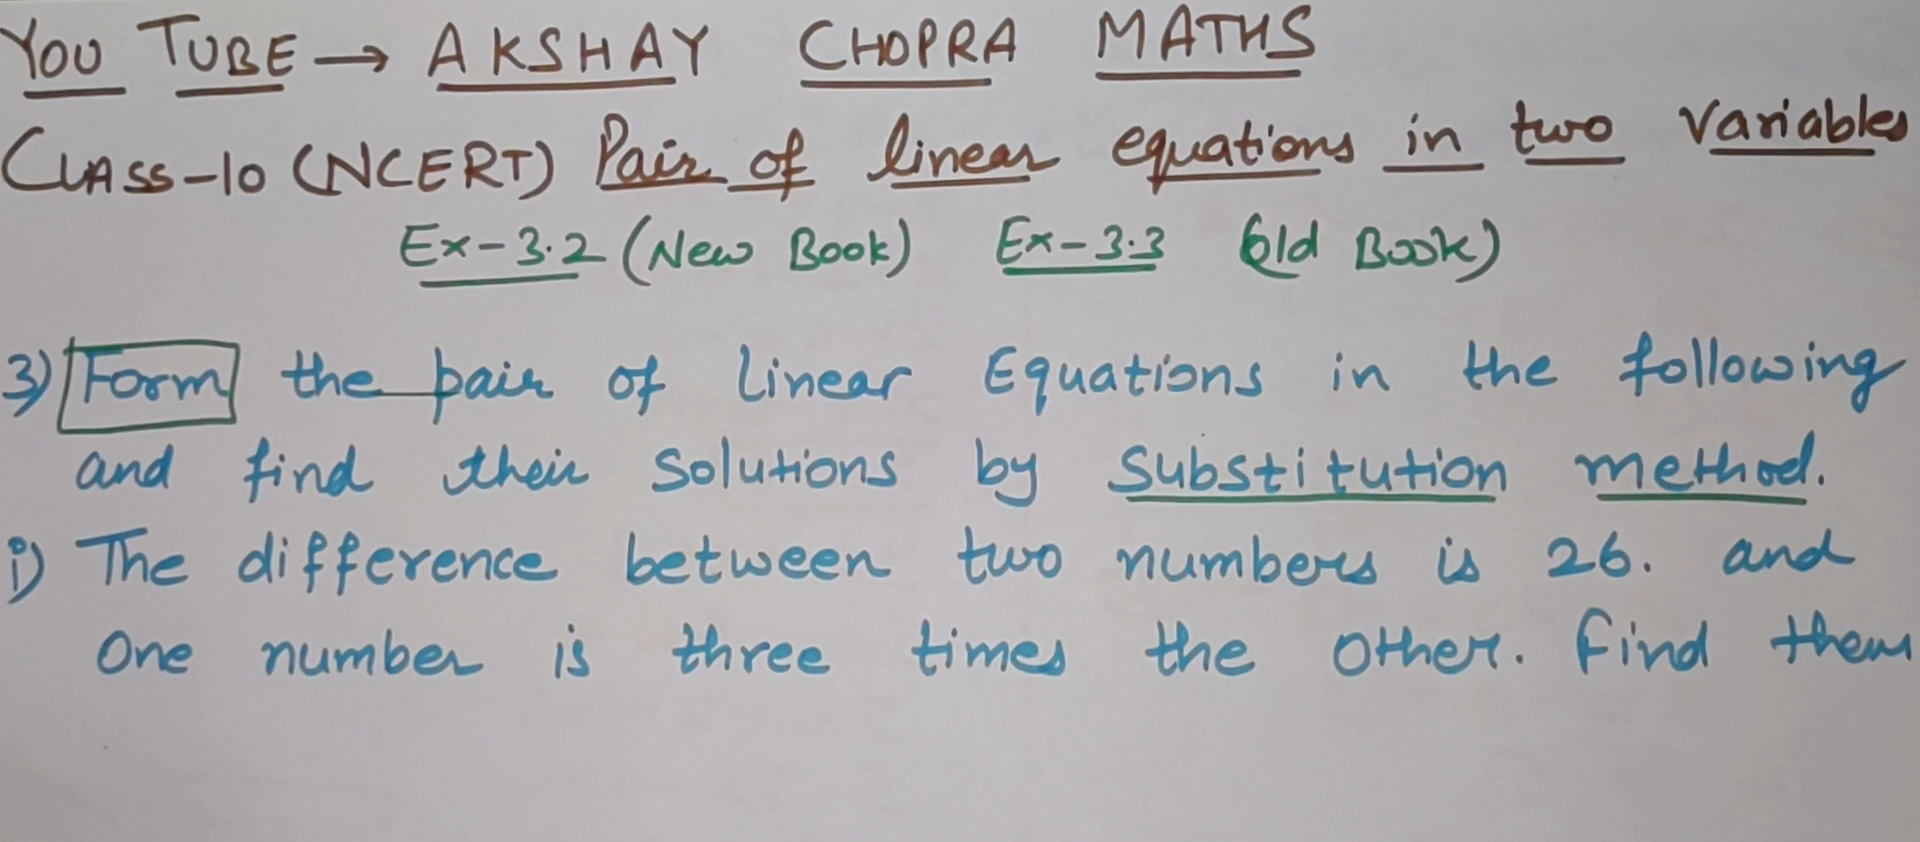 YOU TUBE → AKSHAY CHOPRA MATHS
CLASS-10 (NCERT) Pair of linear equations in two variables
Ex-3.2 (New Book) Ex-3.3 (Old Book)
3) Form the pair of linear Equations in the following
and find their solutions by substitution method.
i) The difference between two numbers is 26. and
One number is three times the other. find them